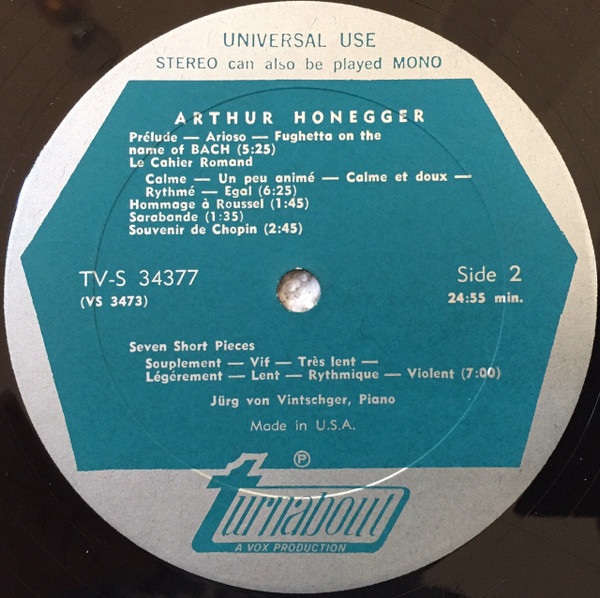 UNIVERSAL USE
STEREO can also be played MONO
ARTHUR HONEGGER
Prélude — Arioso — Fughetta on the
name of BACH (5:25)
Le Cahier Romand
Calme — Un peu animé — Calme et doux —
Rythmé — Egal (6:25)
Hommage à Roussel (1:45)
Sarabande (1:35)
Souvenir de Chopin (2:45)
TV-S 34377
(VS 3473)
Side 2
24:55 min.
Seven Short Pieces
Souplement — Vif — Très lent —
Légèrement — Lent — Rythmique — Violent (7:00)
Jürg von Vintschger, Piano
Made in U.S.A.
℗
turnabout
A VOX PRODUCTION